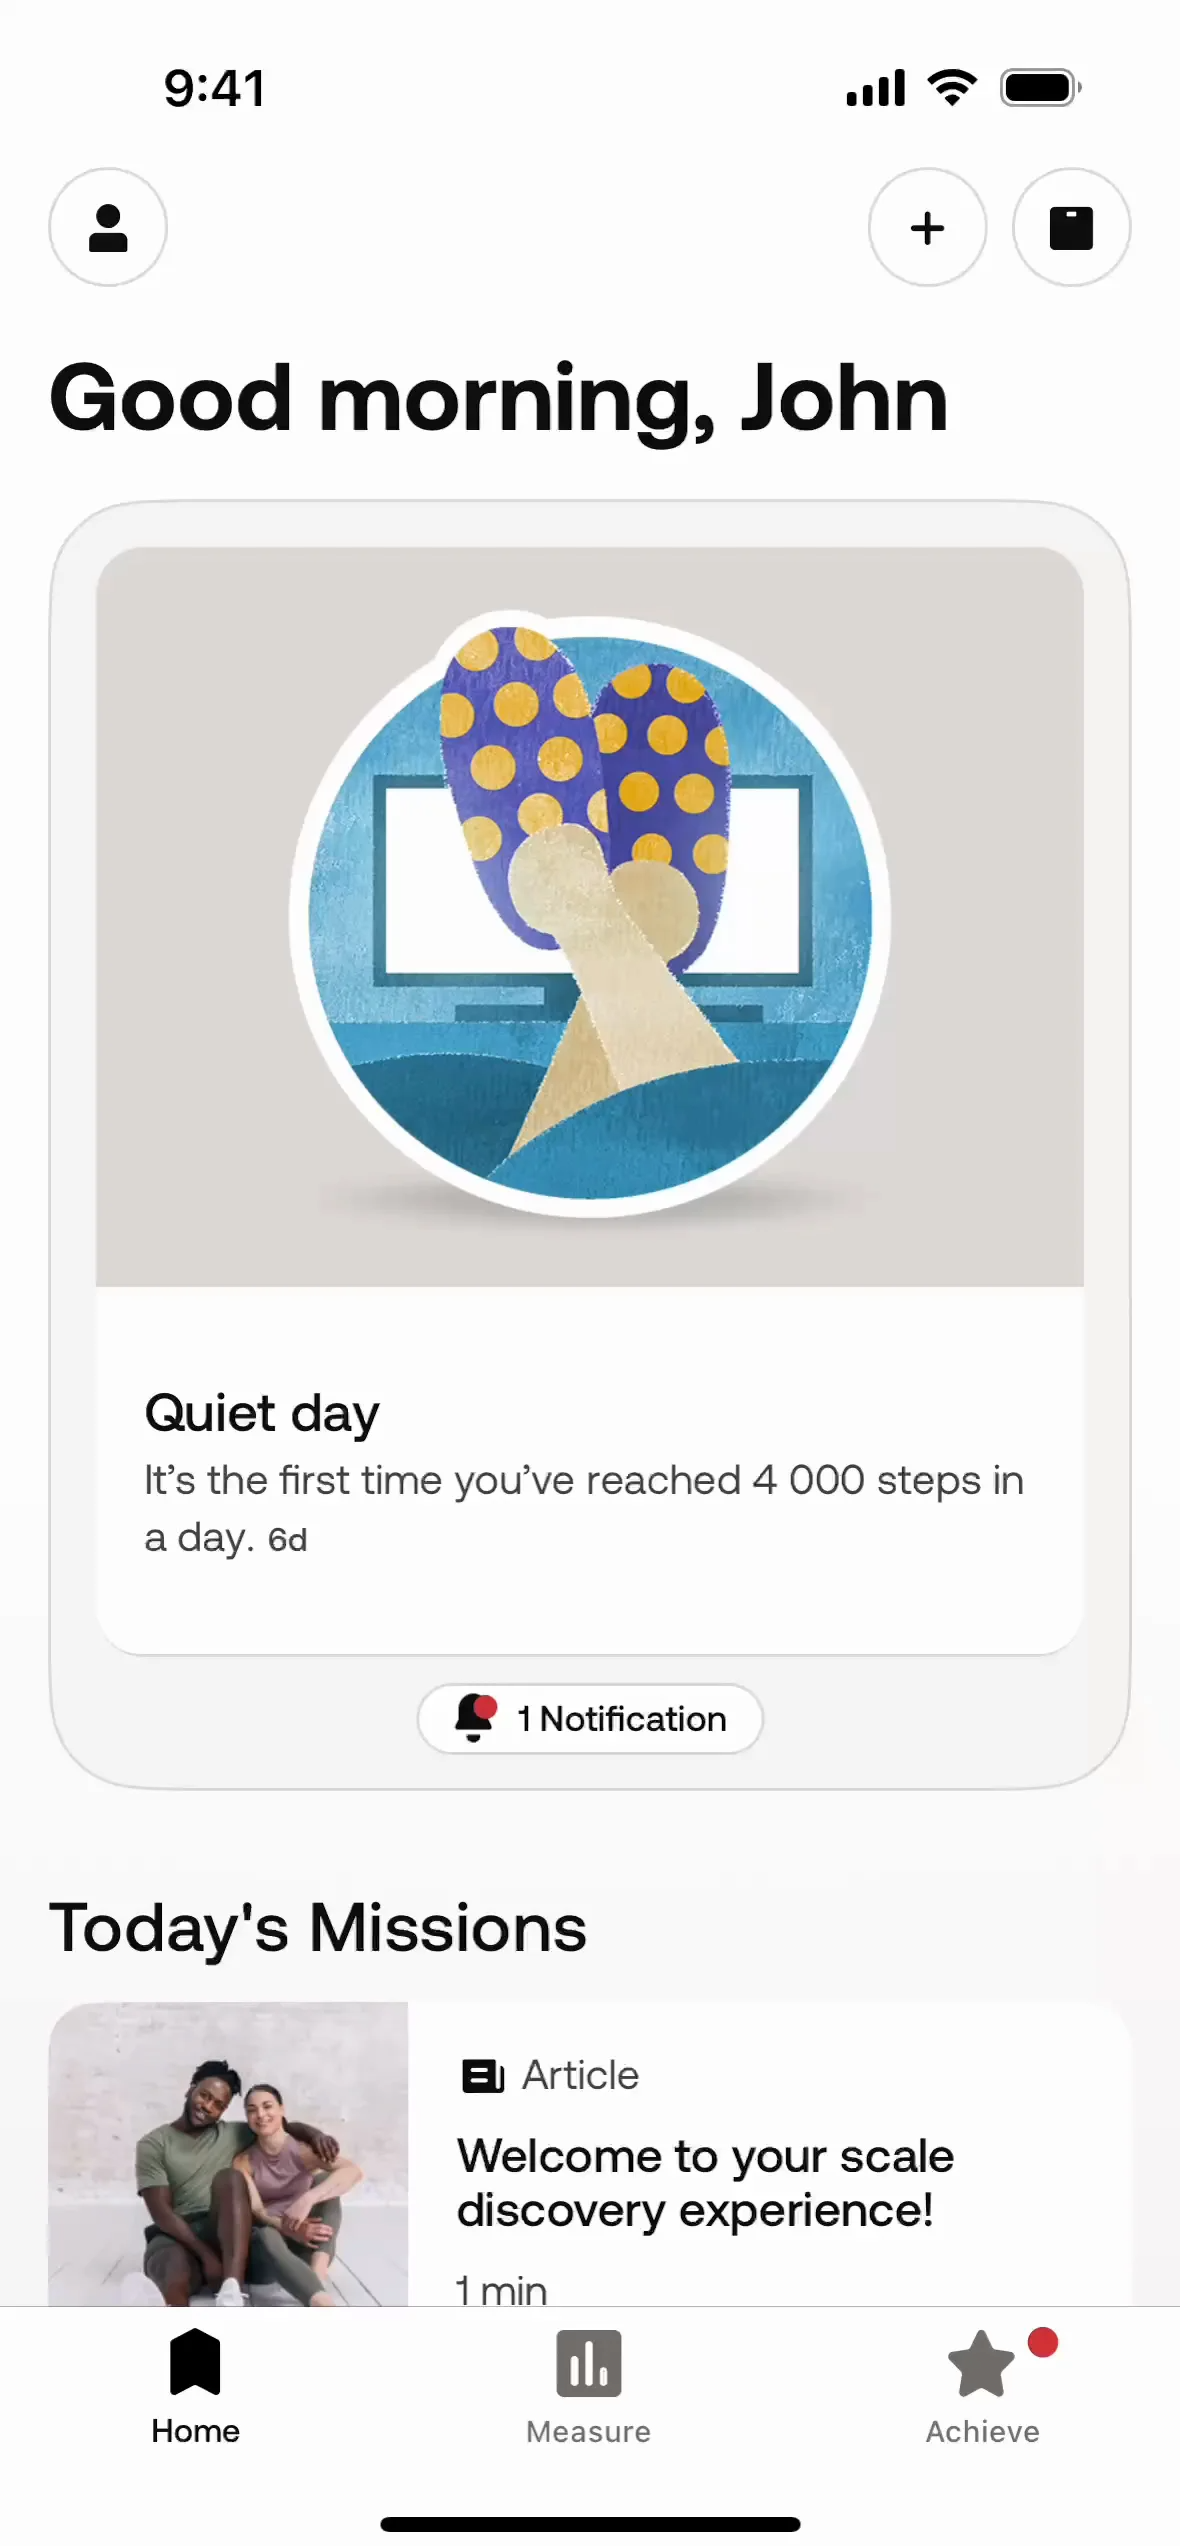 9:41
Good morning, John
Quiet day
It’s the first time you’ve reached 4 000 steps in
a day. 6d
1 Notification
Today's Missions
Article
Welcome to your scale
discovery experience!
1 min
Home
Measure
Achieve